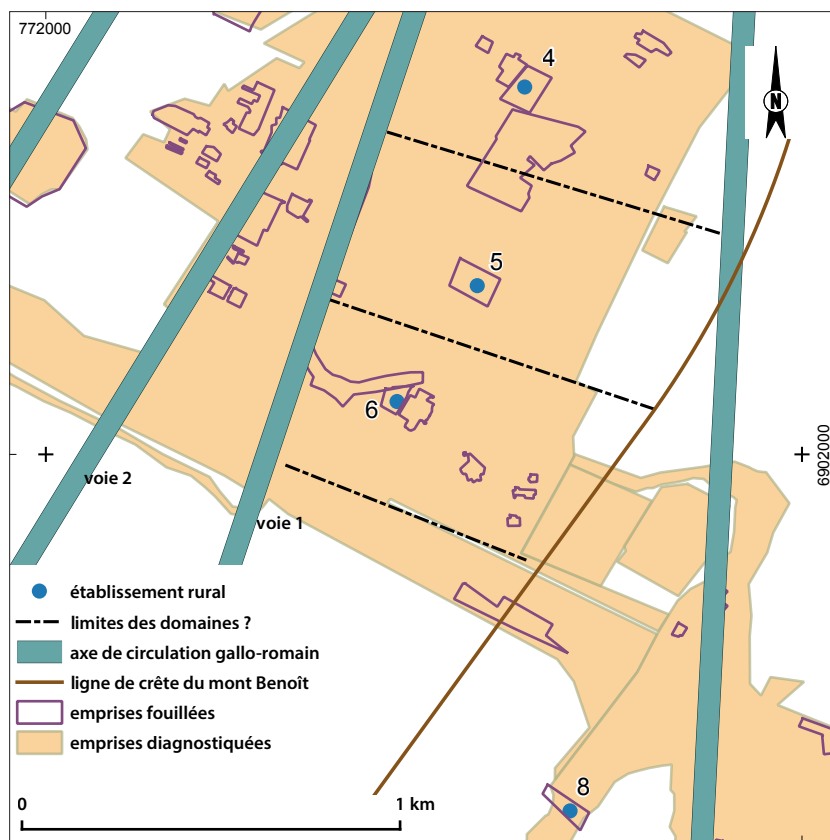 772000
4
N
5
6
6902000
voie 2
voie 1
établissement rural
limites des domaines ?
axe de circulation gallo-romain
ligne de crête du mont Benoît
emprises fouillées
emprises diagnostiquées
8
0
1 km